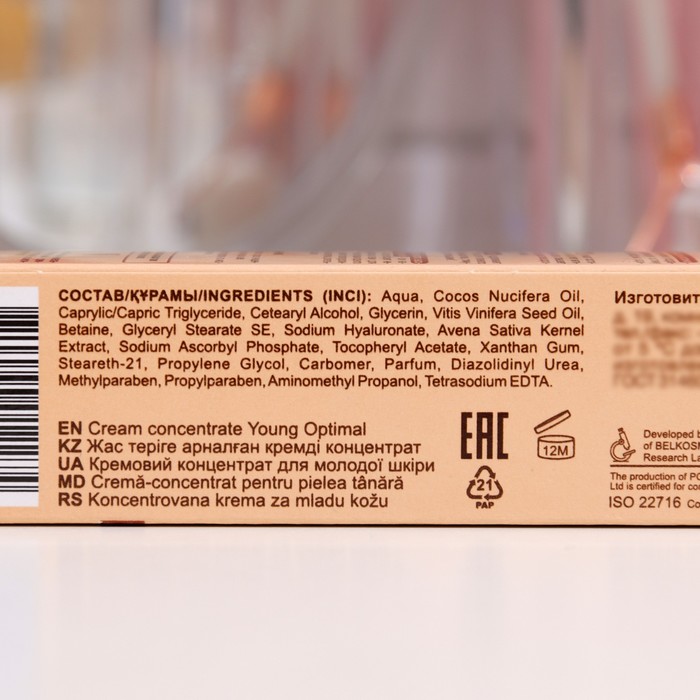 СОСТАВ/ҚҰРАМЫ/INGREDIENTS (INCI): Aqua, Cocos Nucifera Oil,
Caprylic/Capric Triglyceride, Cetearyl Alcohol, Glycerin, Vitis Vinifera Seed Oil,
Betaine, Glyceryl Stearate SE, Sodium Hyaluronate, Avena Sativa Kernel
Extract, Sodium Ascorbyl Phosphate, Tocopheryl Acetate, Xanthan Gum,
Steareth-21, Propylene Glycol, Carbomer, Parfum, Diazolidinyl Urea,
Methylparaben, Propylparaben, Aminomethyl Propanol, Tetrasodium EDTA.
EN Cream concentrate Young Optimal
KZ Жас теріге арналған кремді концентрат
UA Кремовий концентрат для молодої шкіри
MD Cremă-concentrat pentru pielea tânără
RS Koncentrovana krema za mladu kožu
EAC
12M
21
PAP
Изготовит
Developed b
of BELKOSM
Research La
The production of PO
Ltd is certified for co
ISO 22716 Co